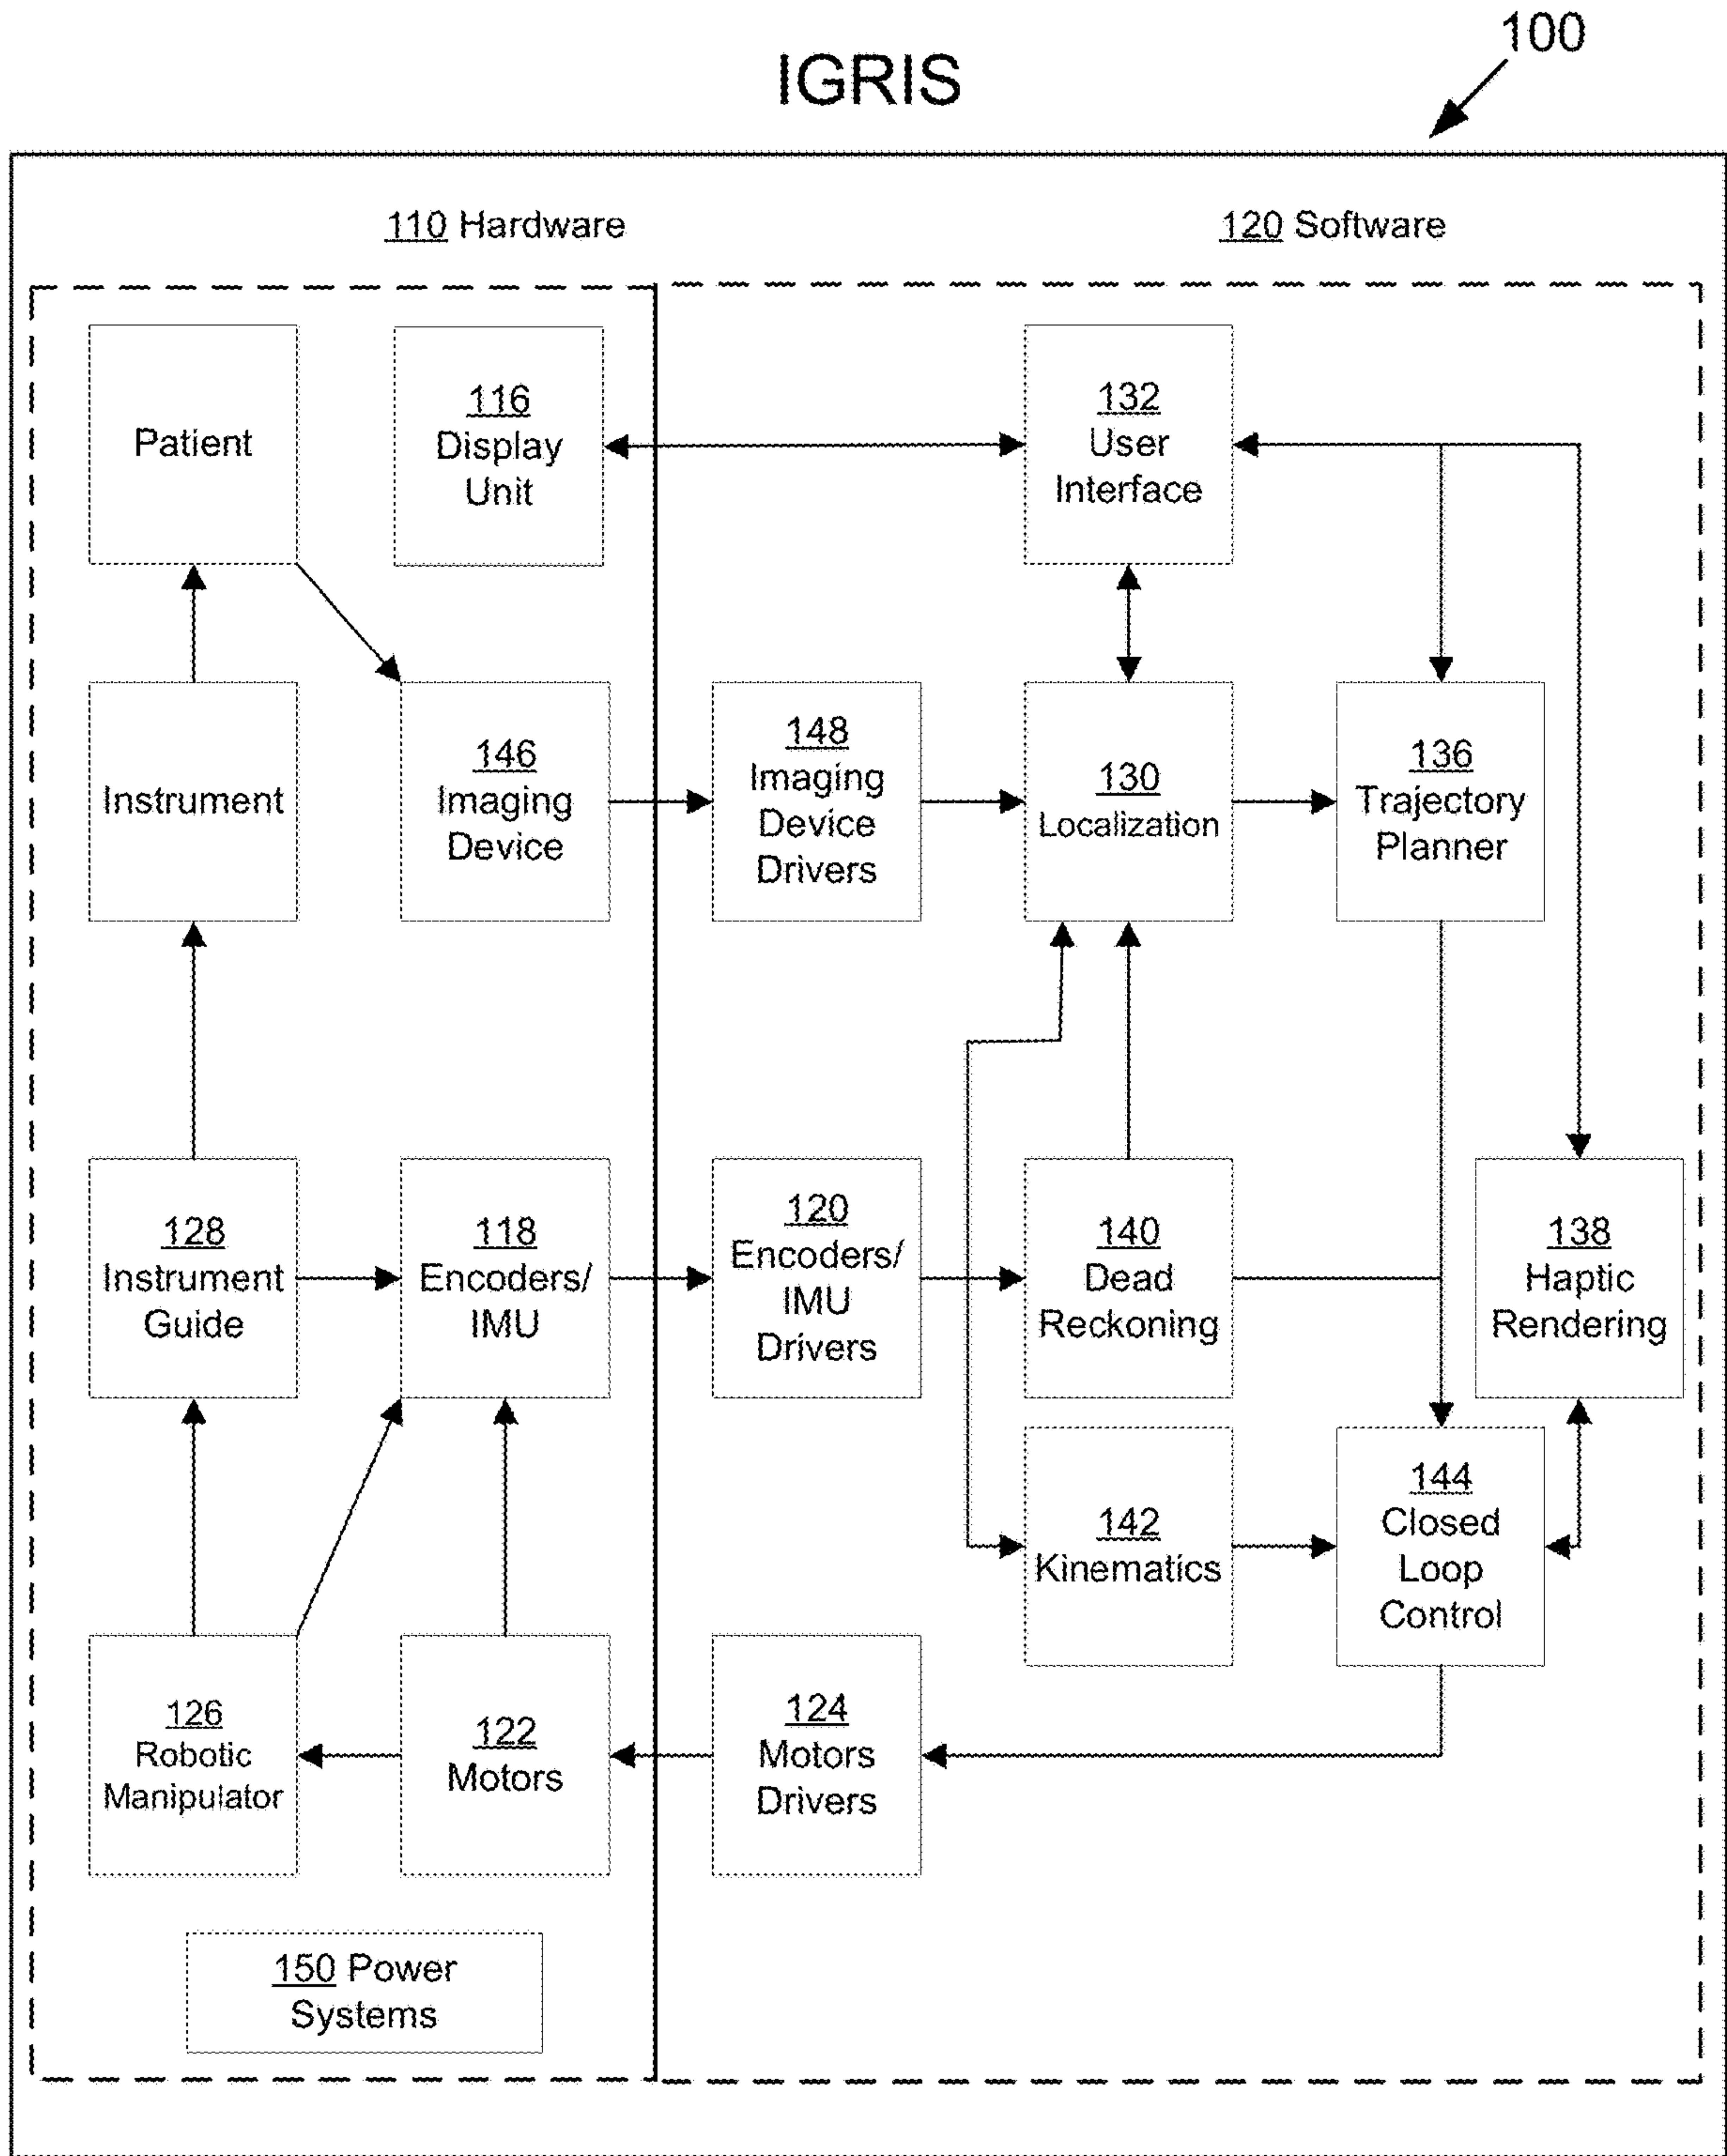 100
IGRIS
110 Hardware
120 Software
Patient
116
Display
Unit
132
User
Interface
Instrument
146
Imaging
Device
148
Imaging
Device
Drivers
130
Localization
136
Trajectory
Planner
128
Instrument
Guide
118
Encoders/
IMU
120
Encoders/
IMU
Drivers
140
Dead
Reckoning
138
Haptic
Rendering
142
Kinematics
144
Closed
Loop
Control
126
Robotic
Manipulator
122
Motors
124
Motors
Drivers
150 Power
Systems